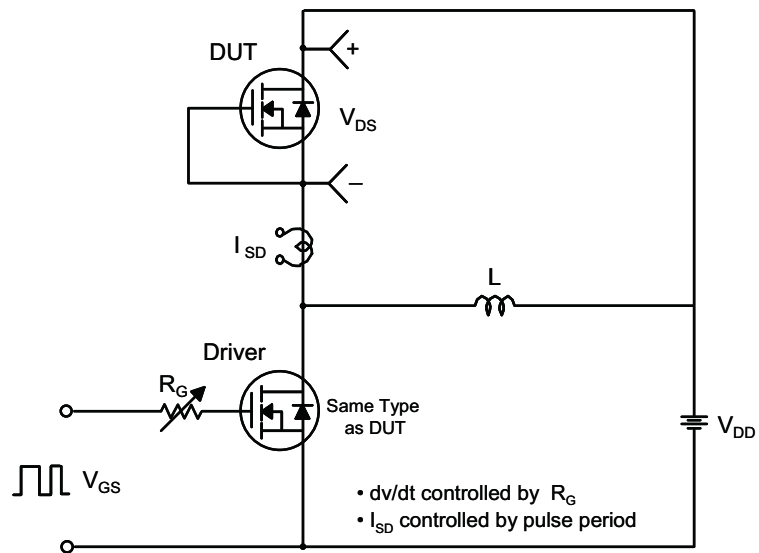 DUT
+
V_DS
−
I_SD
L
Driver
R_G
Same Type
as DUT
V_DD
V_GS
• dv/dt controlled by R_G
• I_SD controlled by pulse period